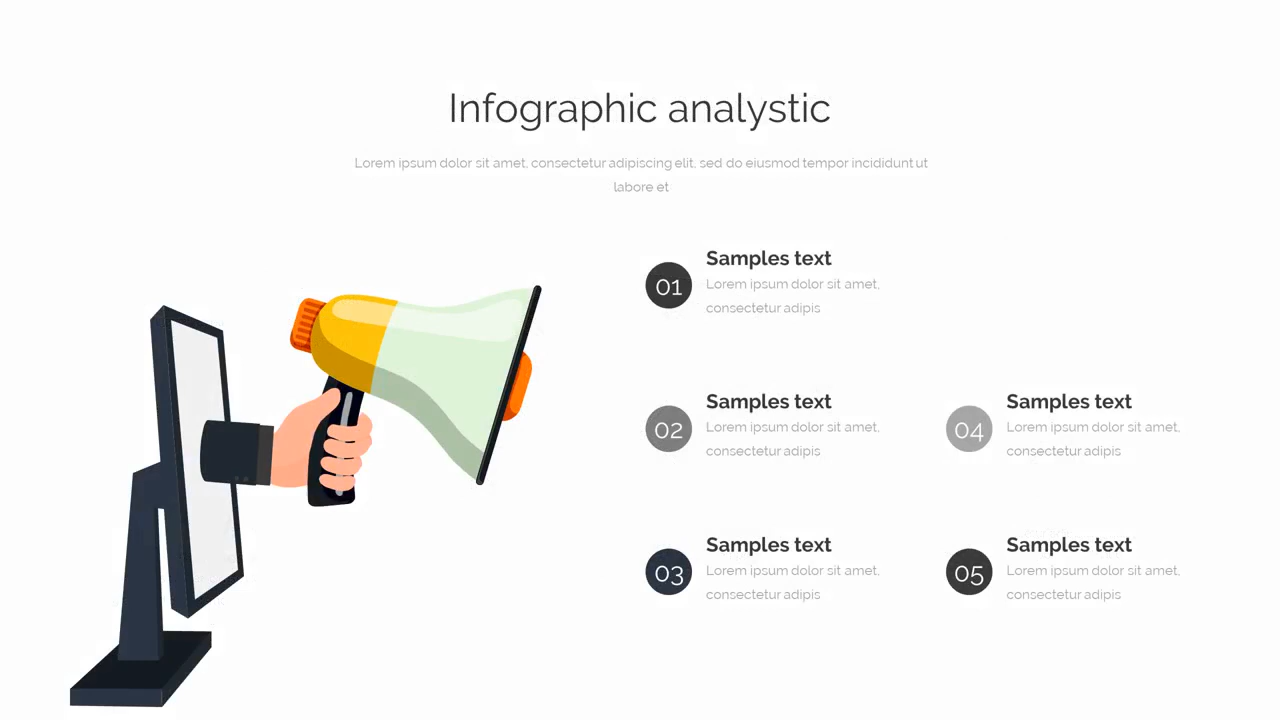 Infographic analystic
Lorem ipsum dolor sit amet, consectetur adipiscing elit, sed do eiusmod tempor incididunt ut
labore et
01
Samples text
Lorem ipsum dolor sit amet,
consectetur adipis
02
Samples text
Lorem ipsum dolor sit amet,
consectetur adipis
03
Samples text
Lorem ipsum dolor sit amet,
consectetur adipis
04
Samples text
Lorem ipsum dolor sit amet,
consectetur adipis
05
Samples text
Lorem ipsum dolor sit amet,
consectetur adipis